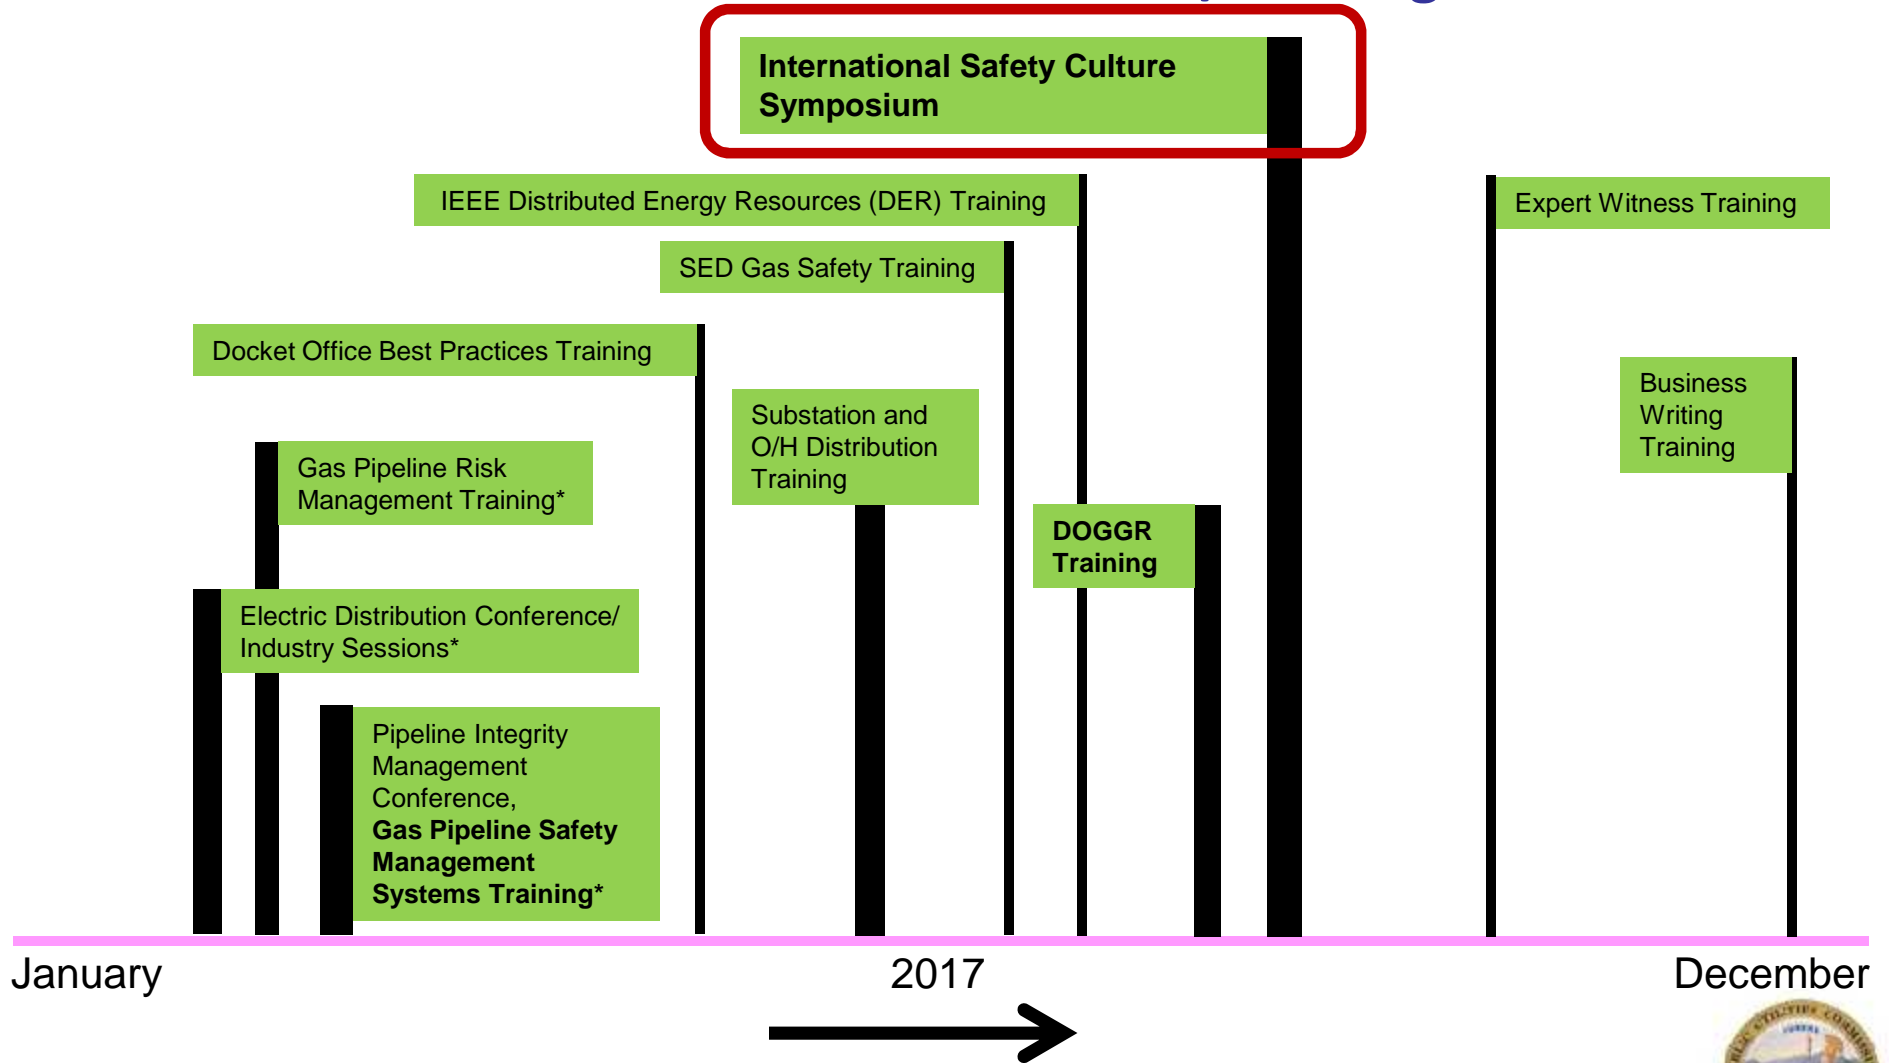 International Safety Culture
Symposium
IEEE Distributed Energy Resources (DER) Training
Expert Witness Training
SED Gas Safety Training
Docket Office Best Practices Training
Substation and
O/H Distribution
Training
Business
Writing
Training
Gas Pipeline Risk
Management Training*
DOGGR
Training
Electric Distribution Conference/
Industry Sessions*
Pipeline Integrity
Management
Conference,
Gas Pipeline Safety
Management
Systems Training*
January
2017
December